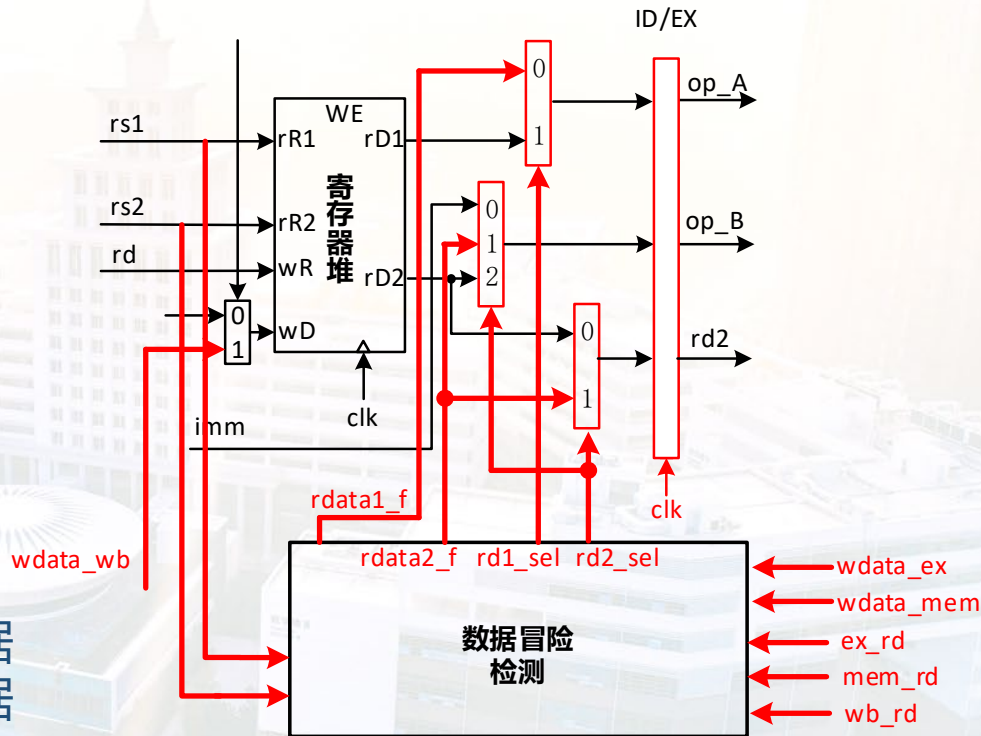 ID/EX
WE
rs1
rR1
rD1
0
1
op_A
寄
存
器
堆
rs2
rR2
0
1
2
op_B
rd
wR
rD2
0
1
wD
0
1
rd2
clk
imm
clk
rdata1_f
rdata2_f
rd1_sel
rd2_sel
wdata_wb
wdata_ex
wdata_mem
数据冒险
检测
ex_rd
mem_rd
wb_rd
据
据